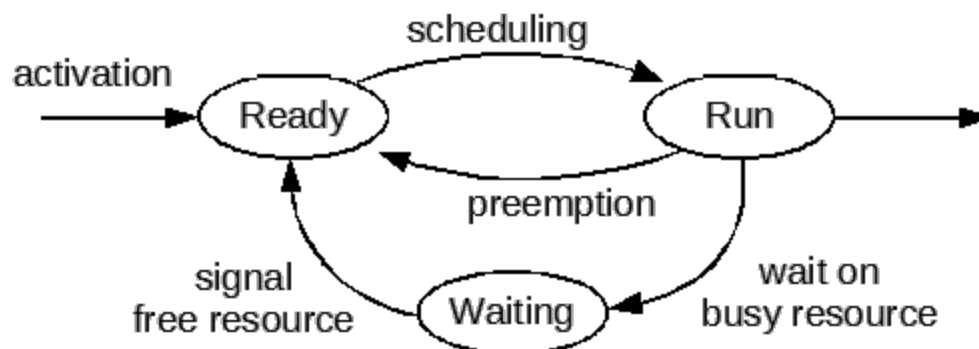 scheduling
activation
Ready
Run
preemption
signal
free resource
Waiting
wait on
busy resource